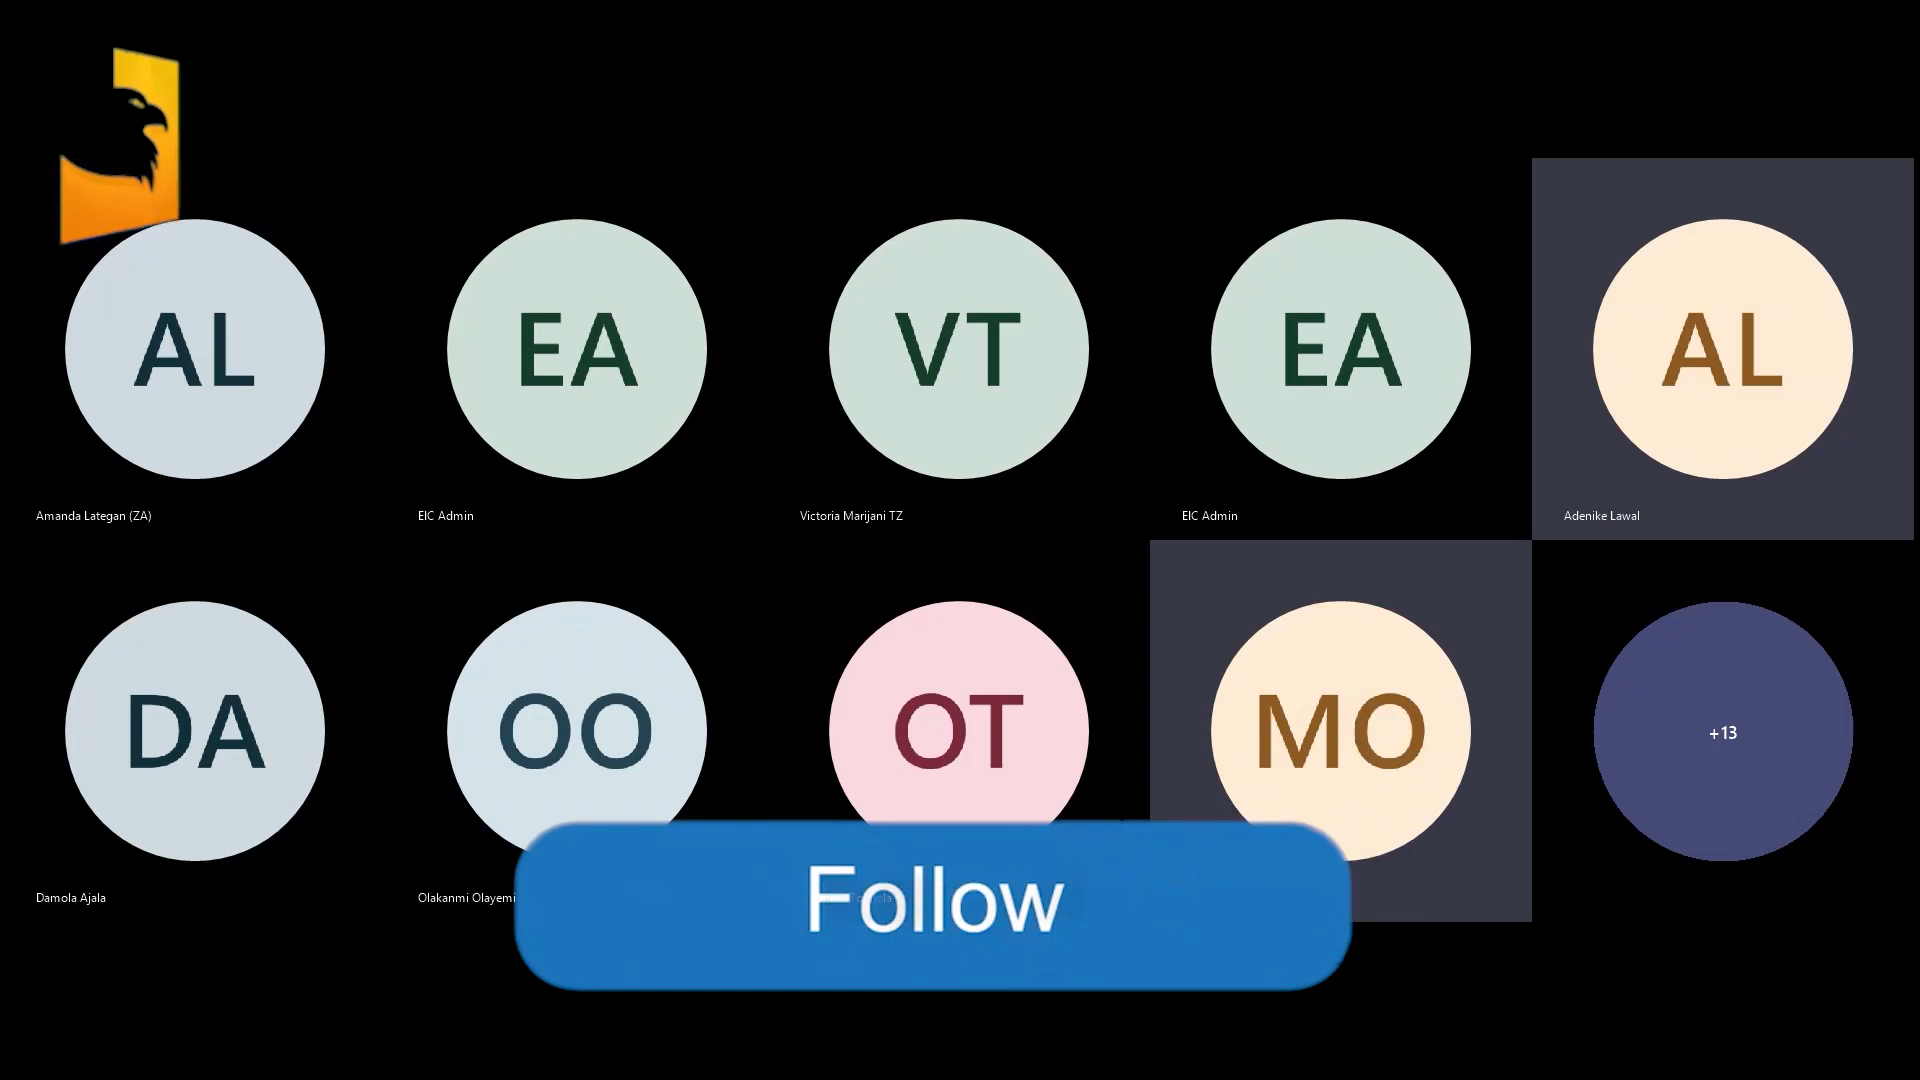 AL
EA
VT
EA
AL
Amanda Lategan (ZA)
EIC Admin
Victoria Marijani TZ
EIC Admin
Adenike Lawal
DA
OO
OT
MO
+13
Damola Ajala
Olakanmi Olayemi
Follow